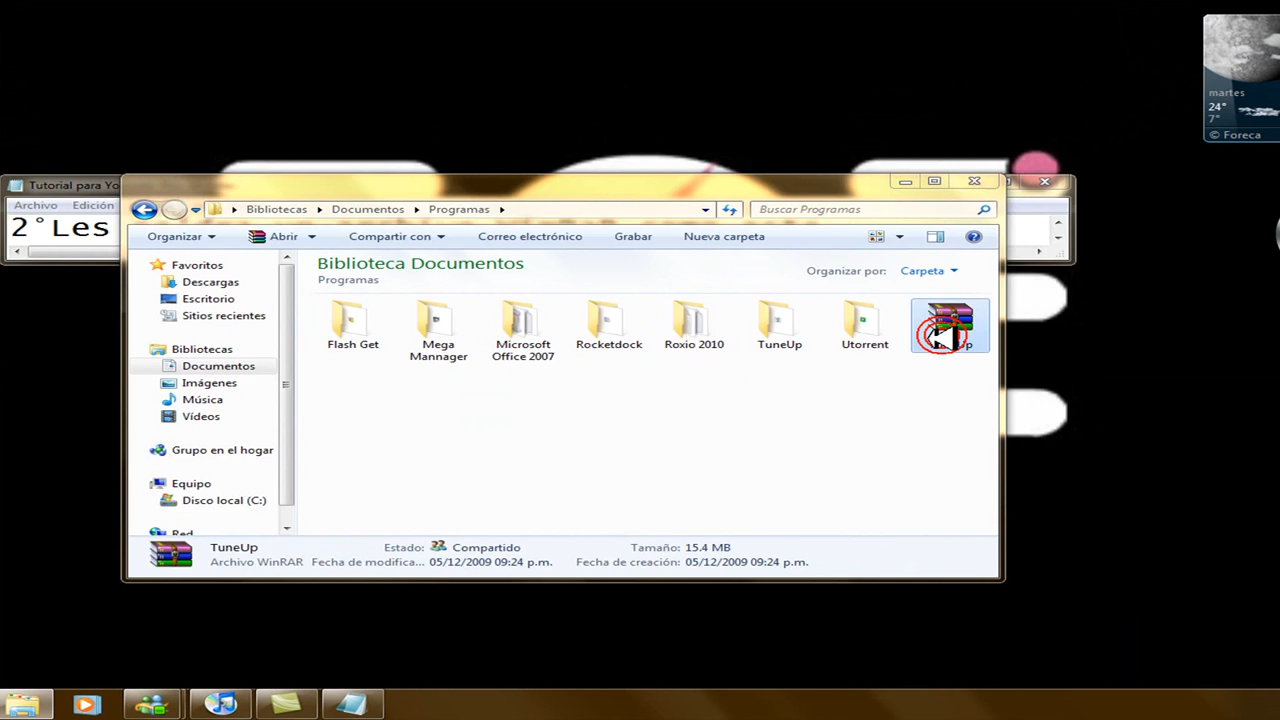 martes
24°
7°
© Foreca
Tutorial para Yo
Archivo Edición
2°Les
Bibliotecas Documentos Programas
Buscar Programas
Organizar Abrir Compartir con Correo electrónico Grabar Nueva carpeta
Favoritos
Descargas
Escritorio
Sitios recientes
Bibliotecas
Documentos
Imágenes
Música
Vídeos
Grupo en el hogar
Equipo
Disco local (C:)
Red
Biblioteca Documentos
Programas
Organizar por: Carpeta
Flash Get
Mega Mannager
Microsoft Office 2007
Rocketdock
Roxio 2010
TuneUp
Utorrent
TuneUp Estado: Compartido Tamaño: 15.4 MB
Archivo WinRAR Fecha de modifica... 05/12/2009 09:24 p.m. Fecha de creación: 05/12/2009 09:24 p.m.